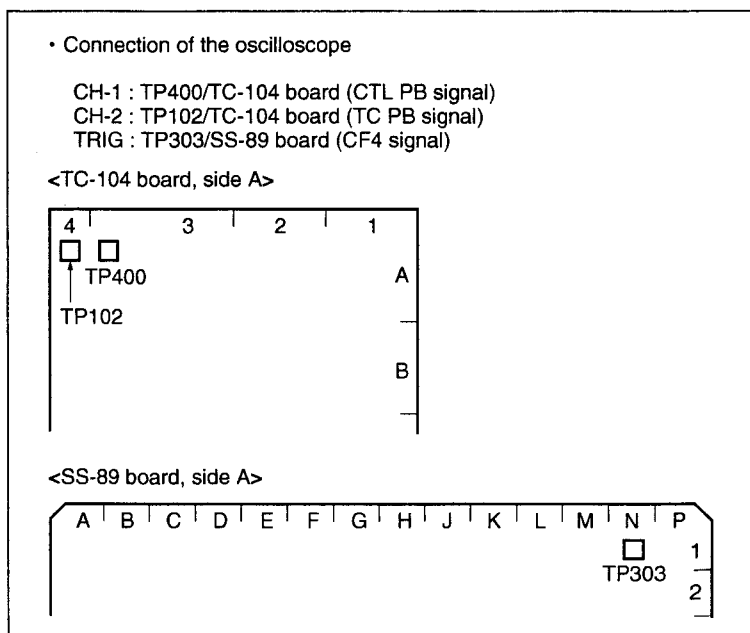 • Connection of the oscilloscope
CH-1 : TP400/TC-104 board (CTL PB signal)
CH-2 : TP102/TC-104 board (TC PB signal)
TRIG : TP303/SS-89 board (CF4 signal)
<TC-104 board, side A>
4 3 2 1
TP400
A
TP102
B
<SS-89 board, side A>
A B C D E F G H J K L M N P
1
TP303
2